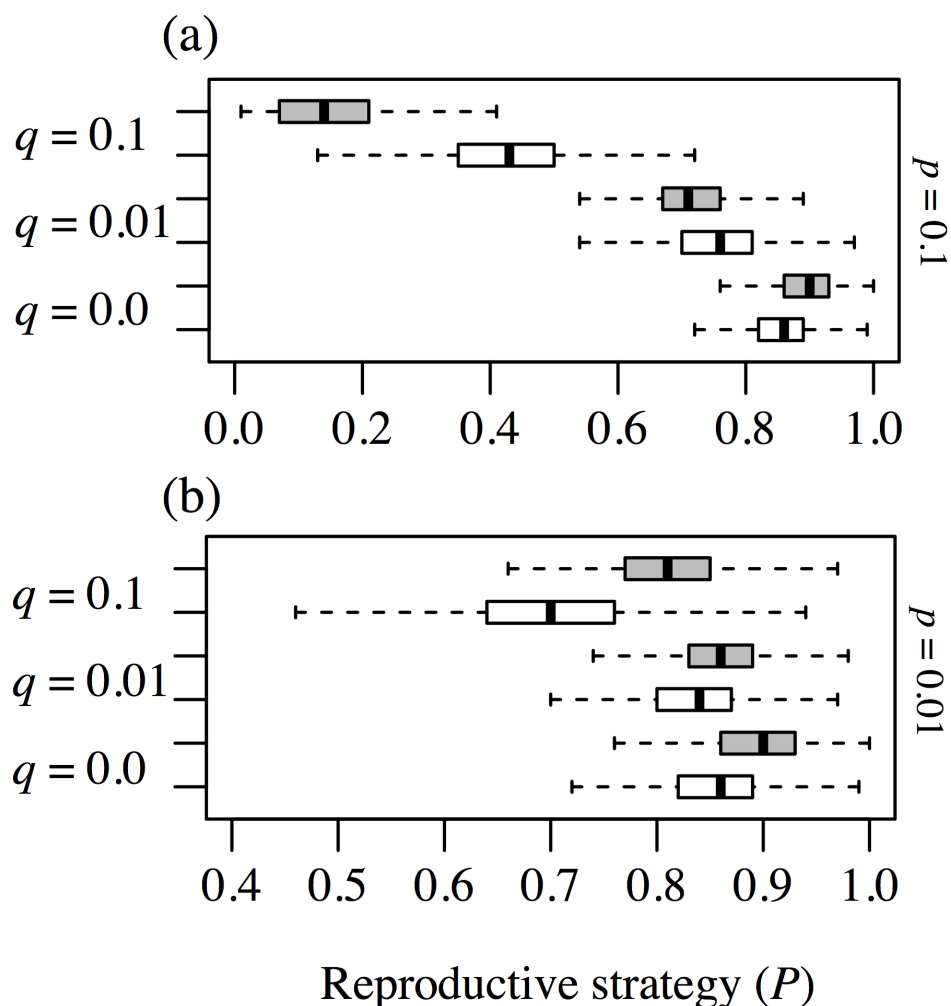 (a)
q = 0.1
q = 0.01
q = 0.0
p = 0.1
0.0 0.2 0.4 0.6 0.8 1.0
(b)
q = 0.1
q = 0.01
q = 0.0
p = 0.01
0.4 0.5 0.6 0.7 0.8 0.9 1.0
Reproductive strategy (P)